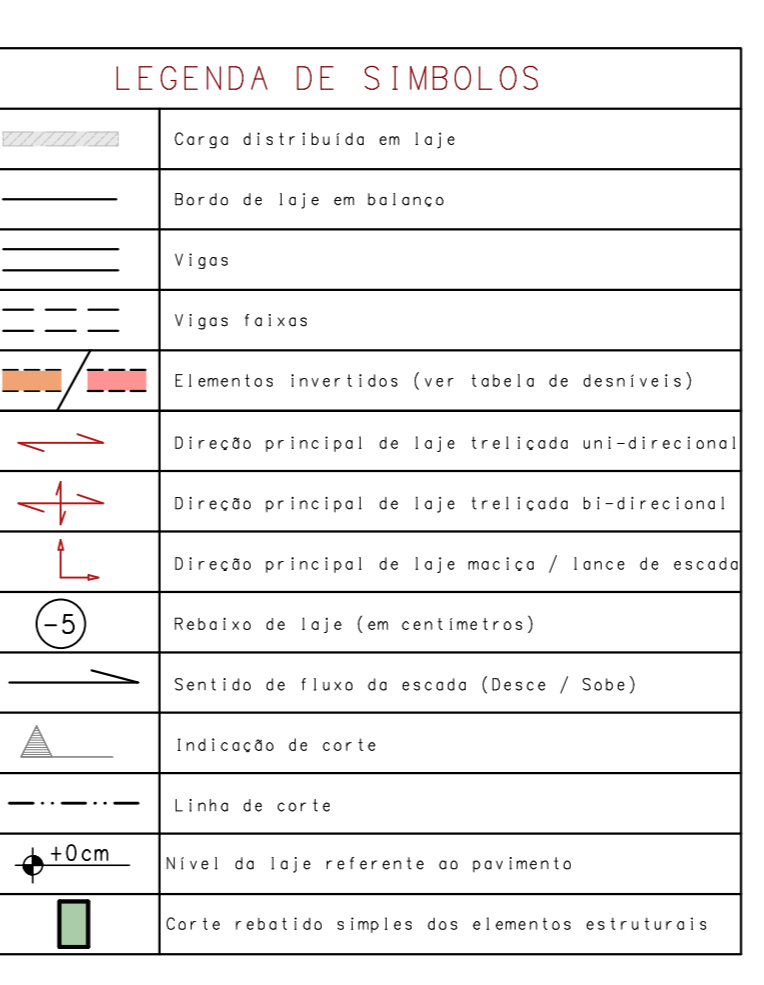 LEGENDA DE SIMBOLOS
Carga distribuída em laje
Bordo de laje em balanço
Vigas
Vigas faixas
Elementos invertidos (ver tabela de desníveis)
Direção principal de laje treliçada uni-direcional
Direção principal de laje treliçada bi-direcional
Direção principal de laje maciça / lance de escada
-5 Rebaixo de laje (em centímetros)
Sentido de fluxo da escada (Desce / Sobe)
Indicação de corte
Linha de corte
+0cm Nível da laje referente ao pavimento
Corte rebatido simples dos elementos estruturais